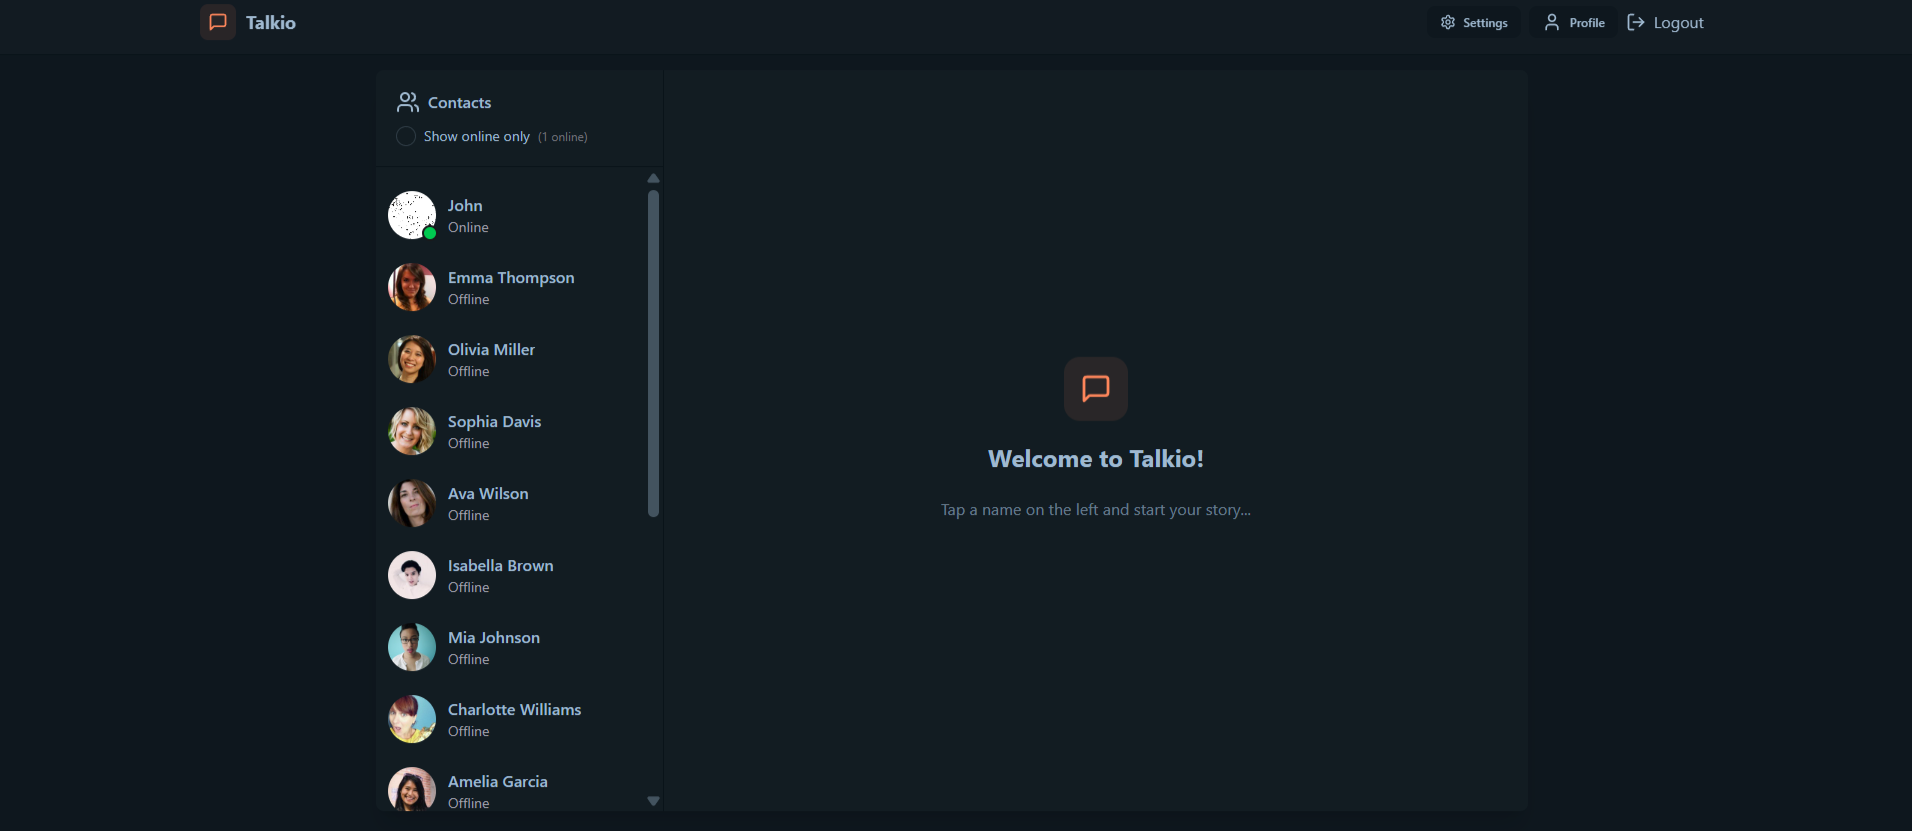 Talkio
Settings
Profile
Logout
Contacts
Show online only (1 online)
John
Online
Emma Thompson
Offline
Olivia Miller
Offline
Sophia Davis
Offline
Ava Wilson
Offline
Isabella Brown
Offline
Mia Johnson
Offline
Charlotte Williams
Offline
Amelia Garcia
Offline
Welcome to Talkio!
Tap a name on the left and start your story...